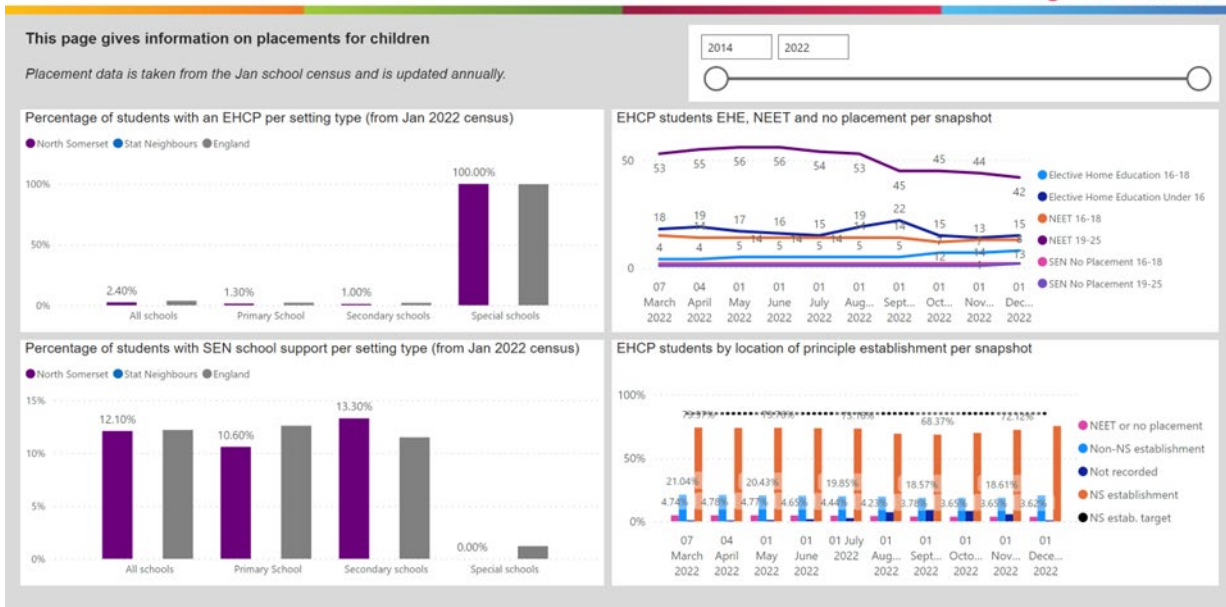 This page gives information on placements for children
Placement data is taken from the Jan school census and is updated annually.
2014 2022
Percentage of students with an EHCP per setting type (from Jan 2022 census)
North Somerset Stat Neighbours England
100%
50%
0%
2.40% 1.30% 1.00% 100.00%
All schools Primary School Secondary schools Special schools
EHCP students EHE, NEET and no placement per snapshot
50
0
53 55 56 56 54 53 45 45 44 42
18 19 17 16 15 19 22 15 13 15
14 14 5 14 5 14 14 14
4 4 5 5 5 5 12 14 13
07 04 01 01 01 01 01 01 01 01
March April May June July Aug... Sept... Oct... Nov... Dec...
2022 2022 2022 2022 2022 2022 2022 2022 2022 2022
Elective Home Education 16-18
Elective Home Education Under 16
NEET 16-18
NEET 19-25
SEN No Placement 16-18
SEN No Placement 19-25
Percentage of students with SEN school support per setting type (from Jan 2022 census)
North Somerset Stat Neighbours England
15%
10%
5%
0%
12.10% 10.60% 13.30% 0.00%
All schools Primary School Secondary schools Special schools
EHCP students by location of principle establishment per snapshot
100%
50%
0%
68.37% 72.12%
21.04% 20.43% 19.85% 18.57% 18.61%
4.74% 4.78% 4.77% 4.65% 4.44% 4.23% 3.78% 3.65% 3.65% 3.62%
07 04 01 01 01 July 01 01 01 01 01
March April May June 2022 Aug... Sept... Octo... Nov... Dece...
2022 2022 2022 2022 2022 2022 2022 2022 2022
NEET or no placement
Non-NS establishment
Not recorded
NS establishment
NS estab. target